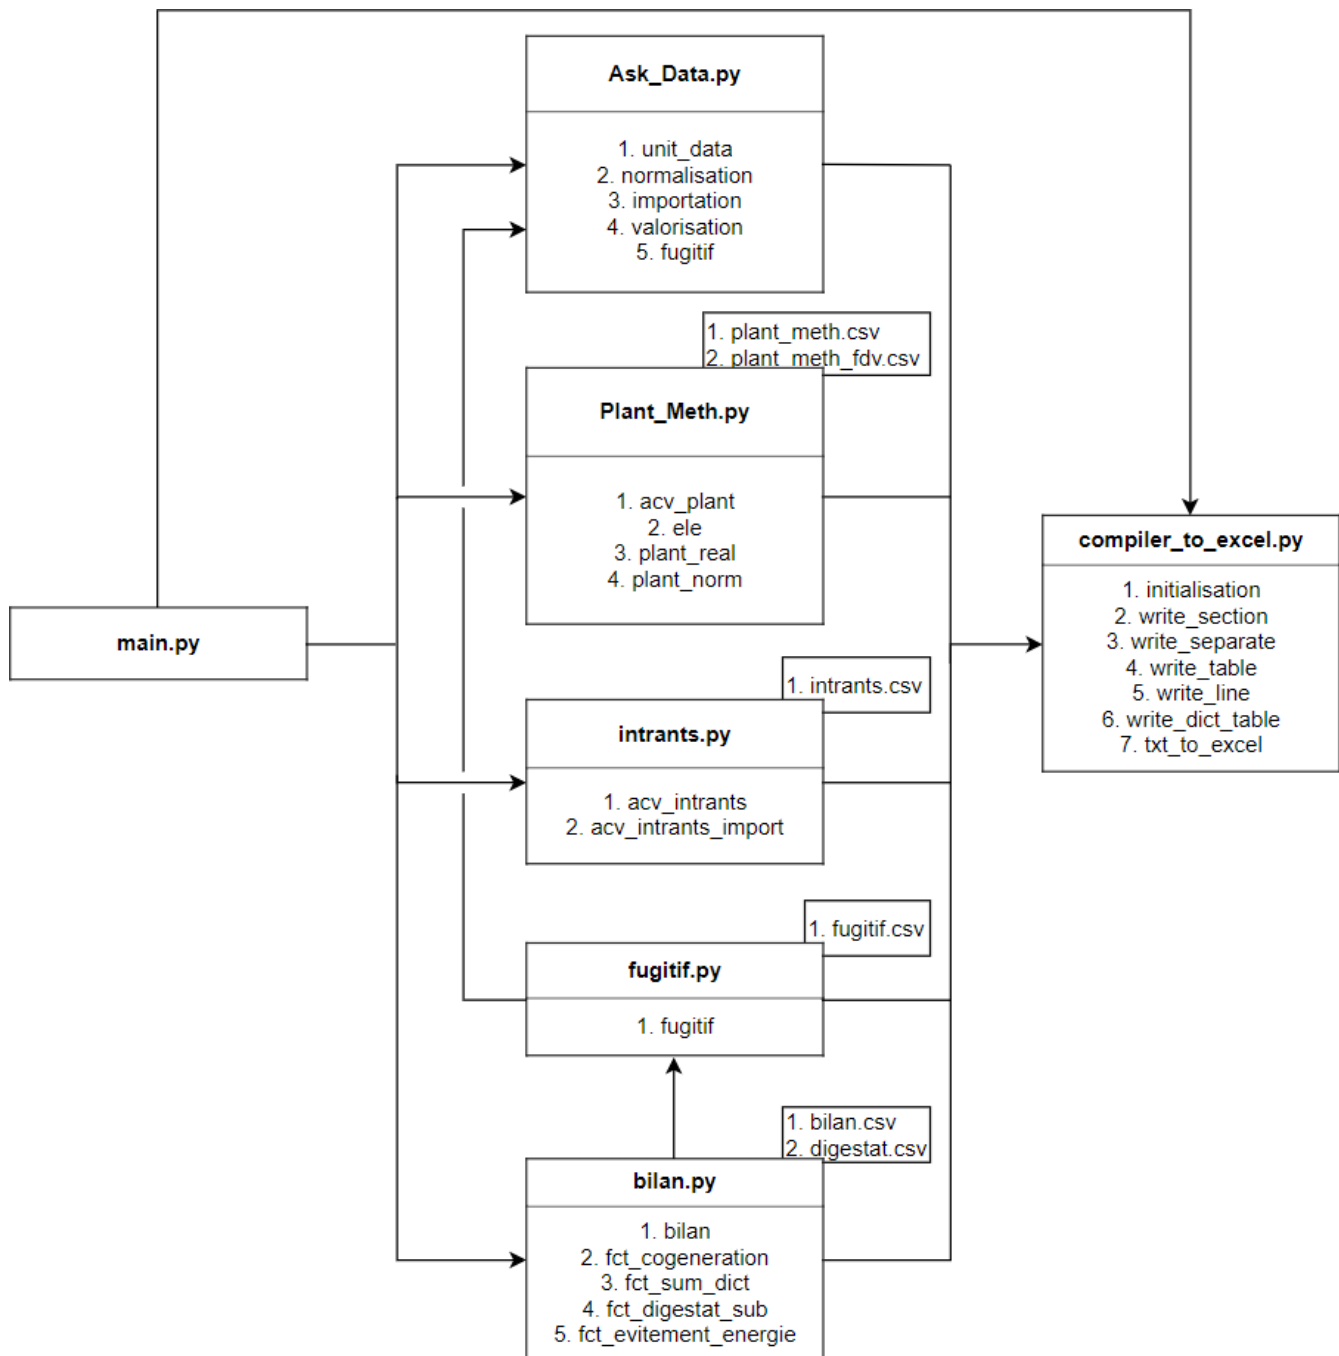 Ask_Data.py
1. unit_data
2. normalisation
3. importation
4. valorisation
5. fugitif
1. plant_meth.csv
2. plant_meth_fdv.csv
Plant_Meth.py
1. acv_plant
2. ele
3. plant_real
4. plant_norm
main.py
compiler_to_excel.py
1. initialisation
2. write_section
3. write_separate
4. write_table
5. write_line
6. write_dict_table
7. txt_to_excel
1. intrants.csv
intrants.py
1. acv_intrants
2. acv_intrants_import
1. fugitif.csv
fugitif.py
1. fugitif
1. bilan.csv
2. digestat.csv
bilan.py
1. bilan
2. fct_cogeneration
3. fct_sum_dict
4. fct_digestat_sub
5. fct_evitement_energie